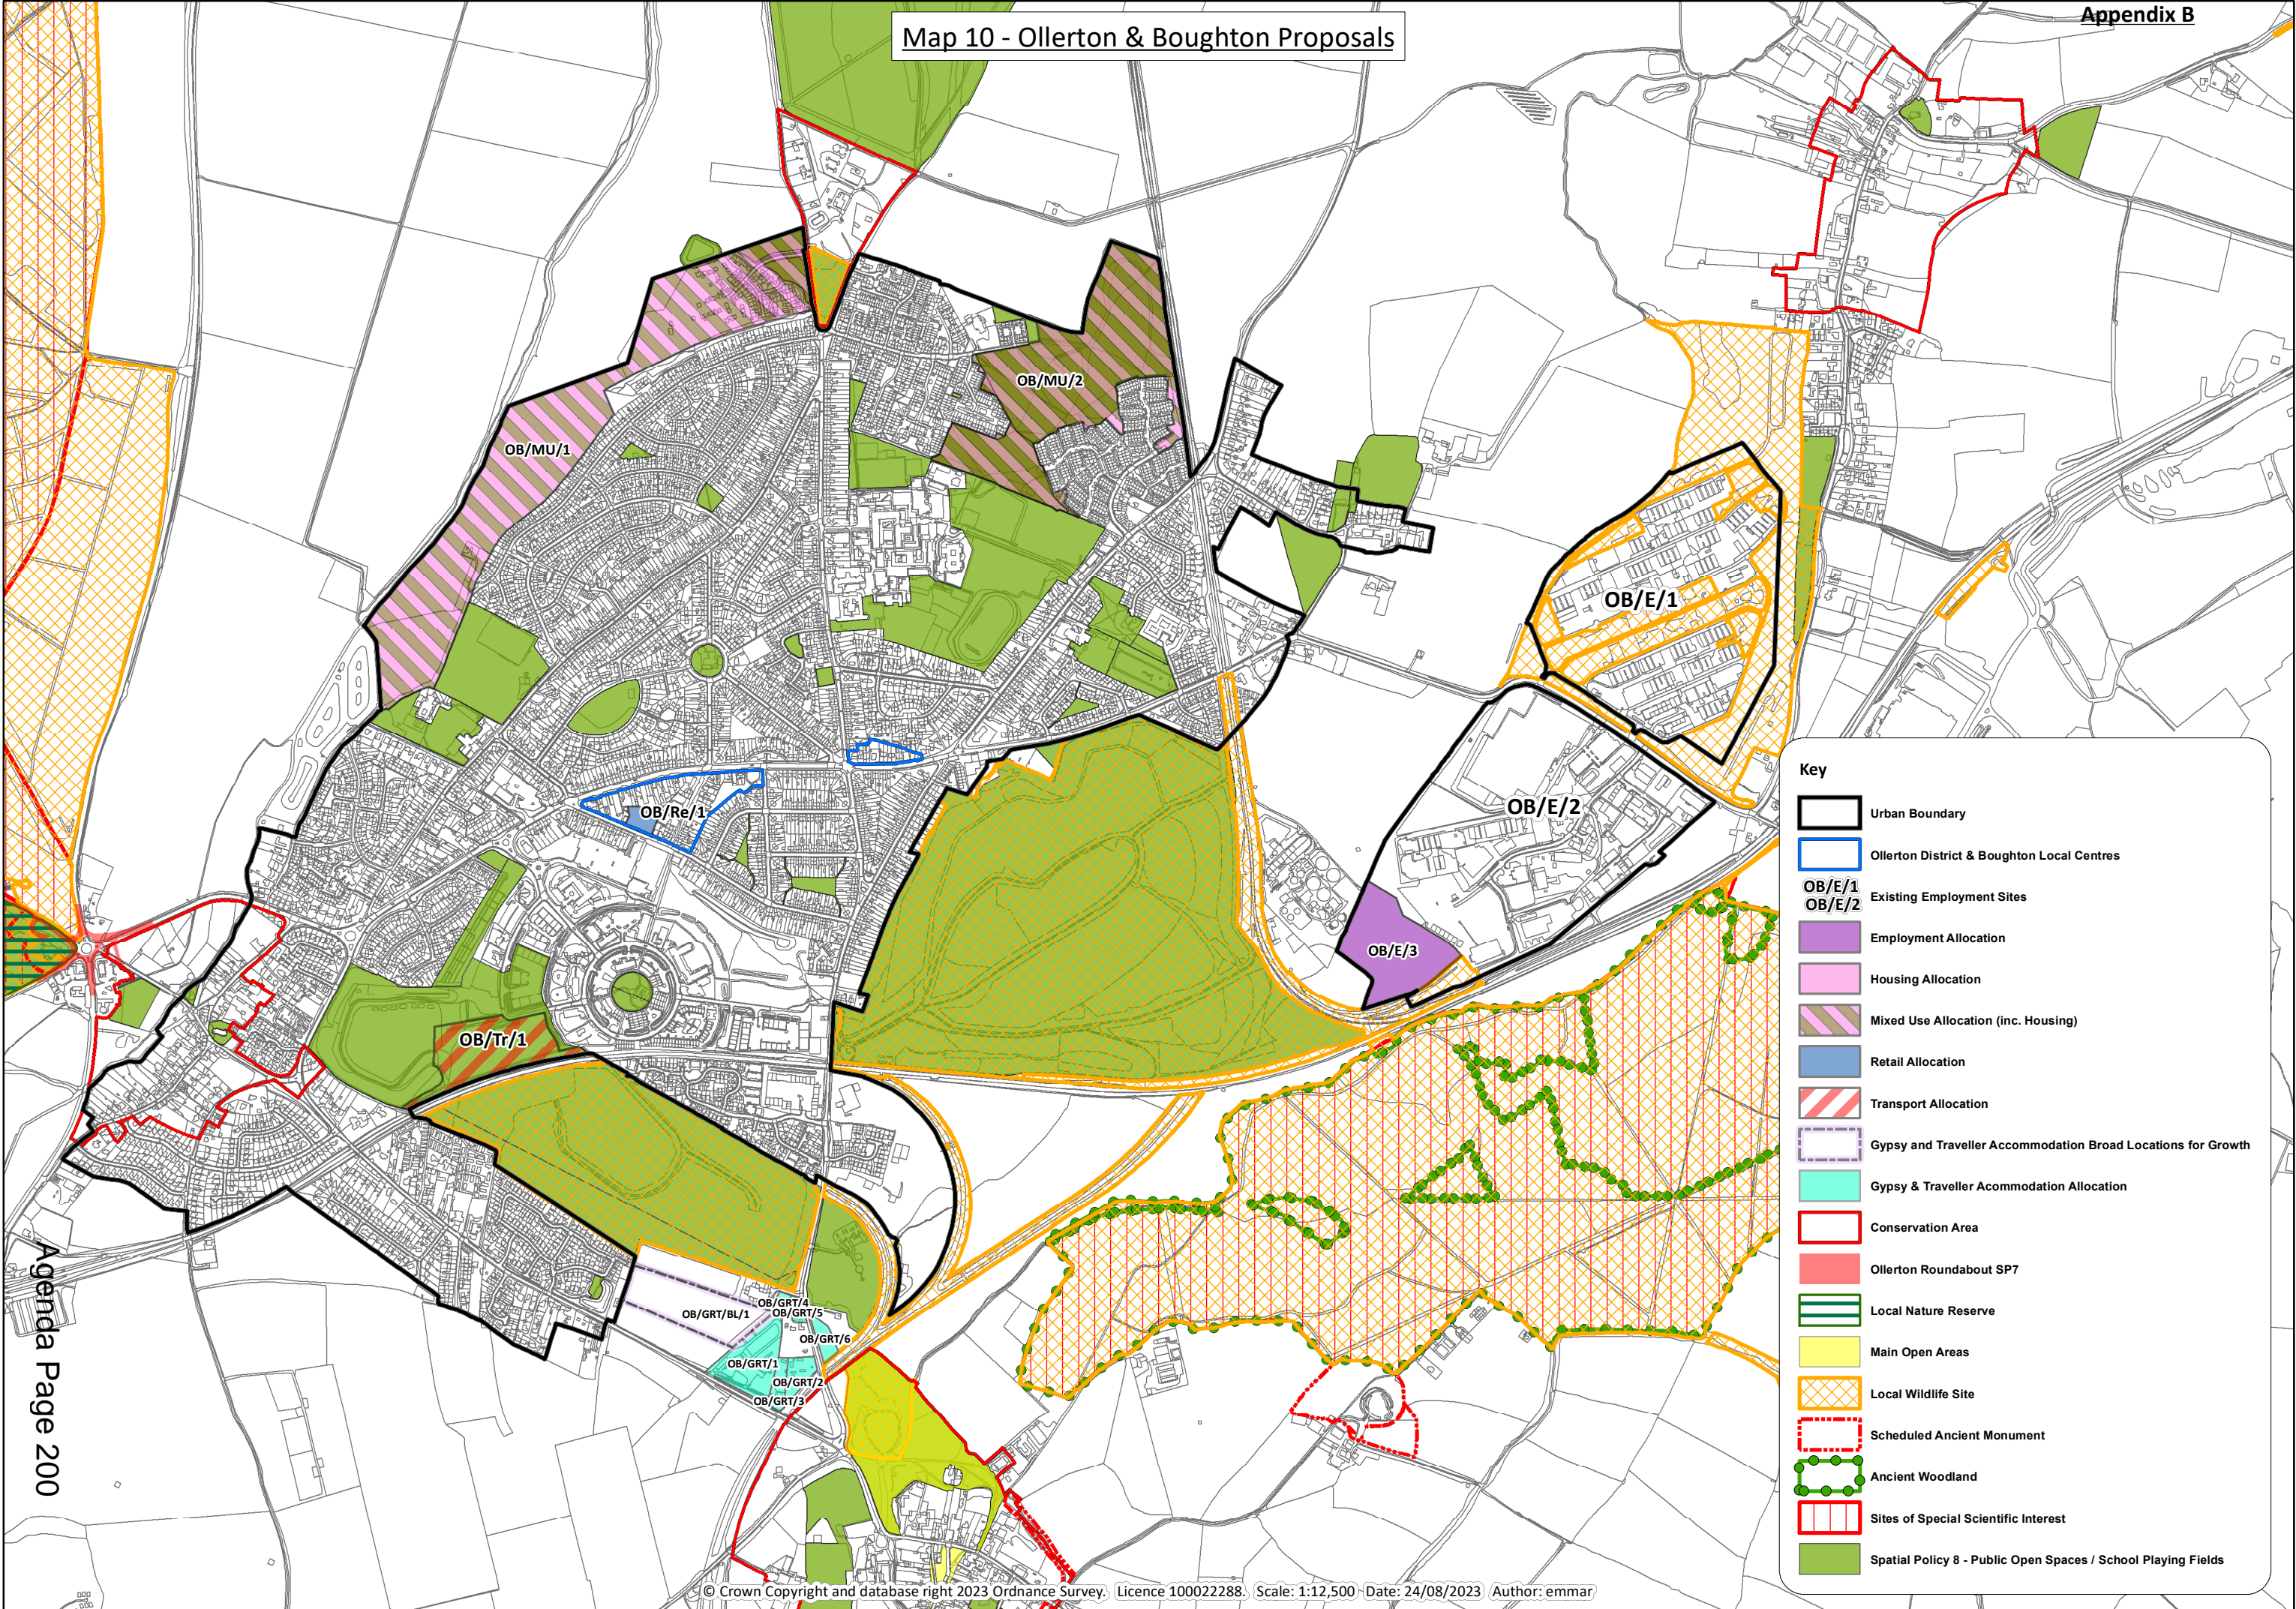 Appendix B
Map 10 - Ollerton & Boughton Proposals
OB/MU/2
OB/MU/1
OB/E/1
OB/E/2
OB/Re/1
OB/E/3
OB/Tr/1
OB/GRT/4
OB/GRT/5
OB/GRT/BL/1
OB/GRT/6
OB/GRT/1
OB/GRT/2
OB/GRT/3
Key
Urban Boundary
Ollerton District & Boughton Local Centres
OB/E/1
OB/E/2
Existing Employment Sites
Employment Allocation
Housing Allocation
Mixed Use Allocation (inc. Housing)
Retail Allocation
Transport Allocation
Gypsy and Traveller Accommodation Broad Locations for Growth
Gypsy & Traveller Acommodation Allocation
Conservation Area
Ollerton Roundabout SP7
Local Nature Reserve
Main Open Areas
Local Wildlife Site
Scheduled Ancient Monument
Ancient Woodland
Sites of Special Scientific Interest
Spatial Policy 8 - Public Open Spaces / School Playing Fields
Agenda Page 200
© Crown Copyright and database right 2023 Ordnance Survey. Licence 100022288. Scale: 1:12,500 Date: 24/08/2023 Author: emmar